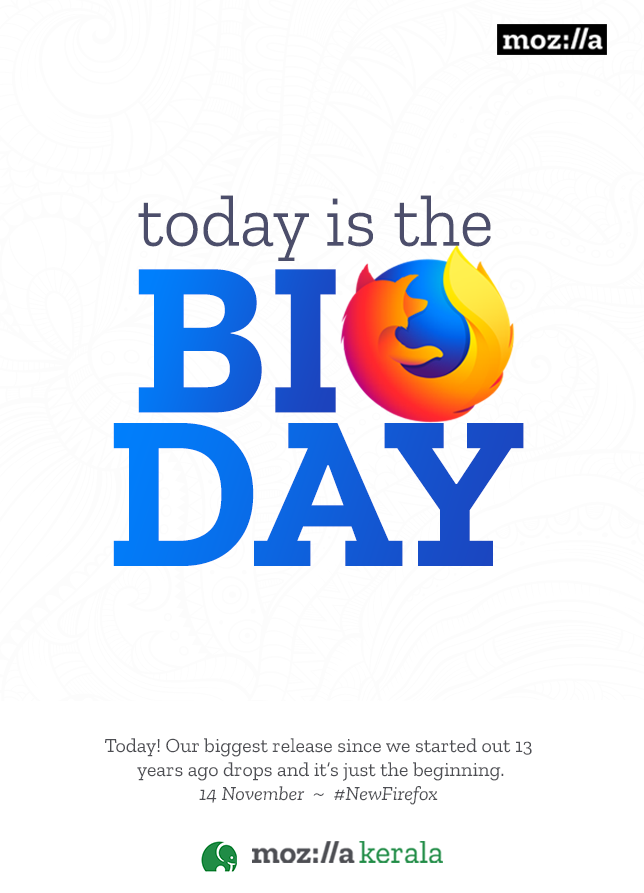 moz://a
today is the
BI
DAY
Today! Our biggest release since we started out 13
years ago drops and it’s just the beginning.
14 November ~ #NewFirefox
moz://a kerala